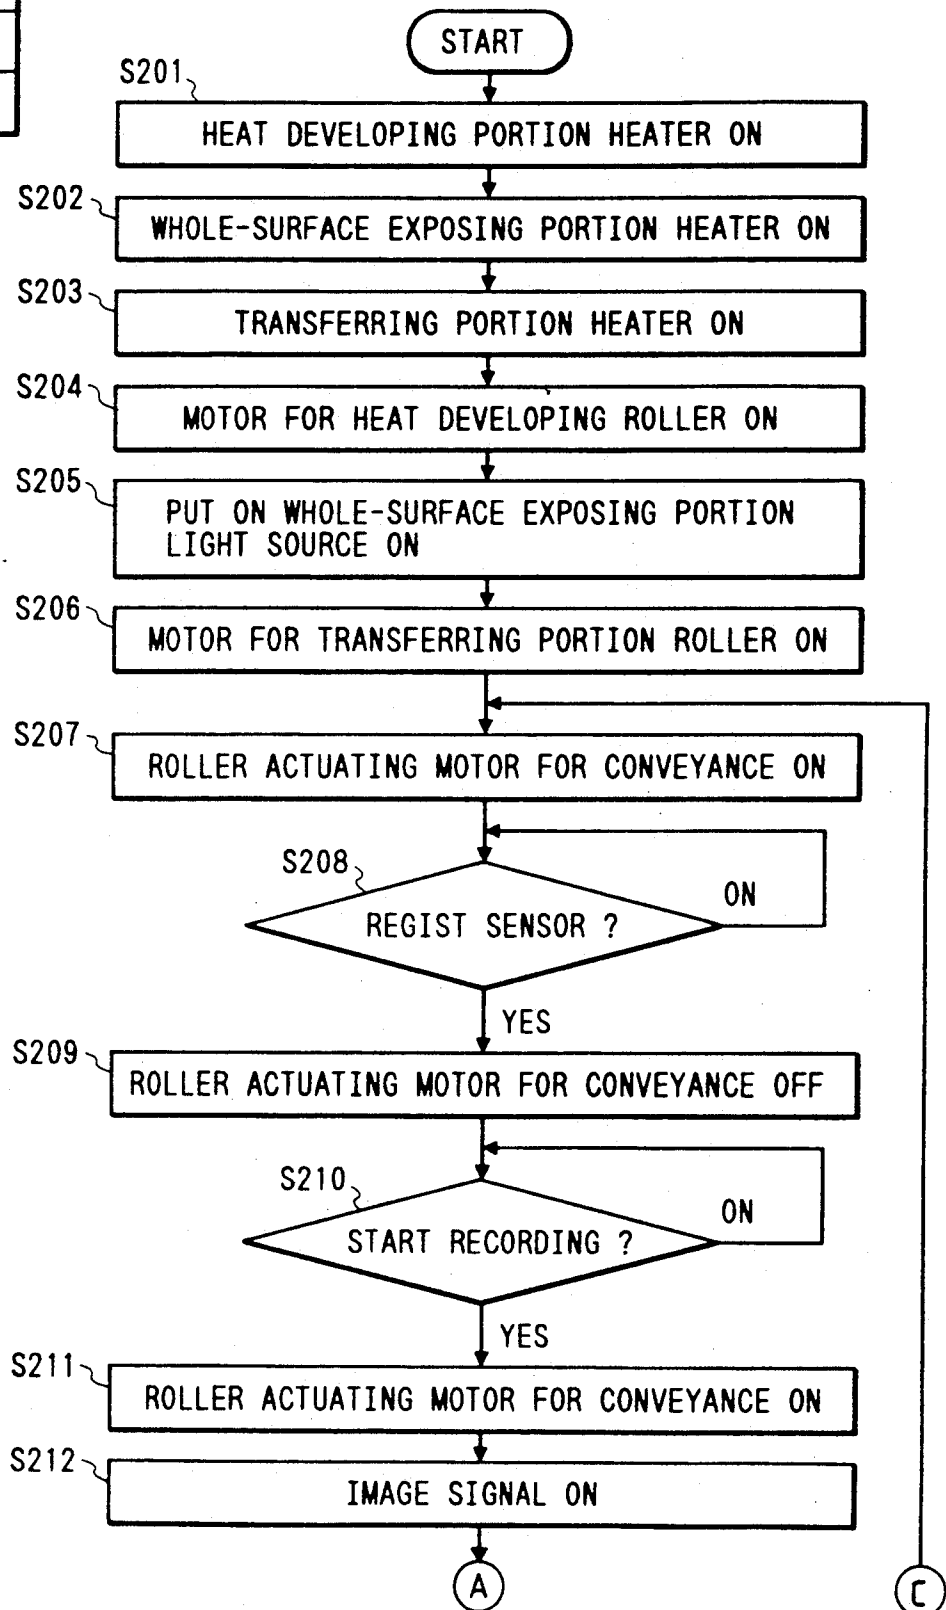 START
S201
HEAT DEVELOPING PORTION HEATER ON
S202
WHOLE-SURFACE EXPOSING PORTION HEATER ON
S203
TRANSFERRING PORTION HEATER ON
S204
MOTOR FOR HEAT DEVELOPING ROLLER ON
S205
PUT ON WHOLE-SURFACE EXPOSING PORTION
LIGHT SOURCE ON
S206
MOTOR FOR TRANSFERRING PORTION ROLLER ON
S207
ROLLER ACTUATING MOTOR FOR CONVEYANCE ON
S208
ON
REGIST SENSOR ?
YES
S209
ROLLER ACTUATING MOTOR FOR CONVEYANCE OFF
S210
ON
START RECORDING ?
YES
S211
ROLLER ACTUATING MOTOR FOR CONVEYANCE ON
S212
IMAGE SIGNAL ON
A
C